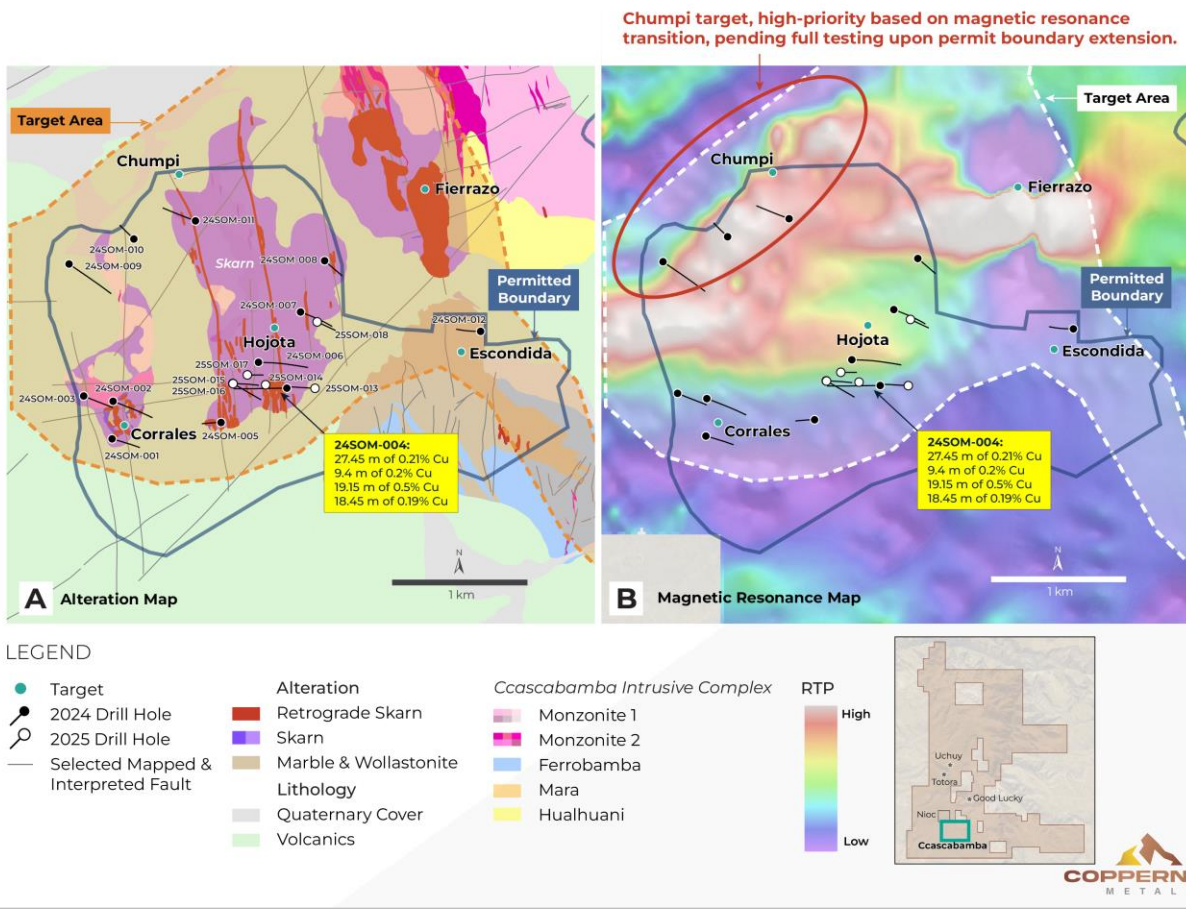 Chumpi target, high-priority based on magnetic resonance
transition, pending full testing upon permit boundary extension.
Target Area
Chumpi
Fierrazo
24SOM-011
24SOM-010
24SOM-009
Skarn
24SOM-008
Permitted
Boundary
24SOM-007
24SOM-012
25SOM-018
Hojota
Escondida
24SOM-006
25SOM-017
25SOM-015
25SOM-014
25SOM-013
25SOM-016
24SOM-002
24SOM-003
Corrales
24SOM-005
24SOM-001
24SOM-004:
27.45 m of 0.21% Cu
9.4 m of 0.2% Cu
19.15 m of 0.5% Cu
18.45 m of 0.19% Cu
N
1 km
A Alteration Map
Target Area
Chumpi
Fierrazo
Permitted
Boundary
Hojota
Escondida
Corrales
24SOM-004:
27.45 m of 0.21% Cu
9.4 m of 0.2% Cu
19.15 m of 0.5% Cu
18.45 m of 0.19% Cu
N
1 km
B Magnetic Resonance Map
LEGEND
Target
2024 Drill Hole
2025 Drill Hole
Selected Mapped &
Interpreted Fault
Alteration
Retrograde Skarn
Skarn
Marble & Wollastonite
Lithology
Quaternary Cover
Volcanics
Ccascabamba Intrusive Complex
Monzonite 1
Monzonite 2
Ferrobamba
Mara
Hualhuani
RTP
High
Low
Uchuy
Totora
Good Lucky
Nioc
Ccascabamba
COPPERN
METAL